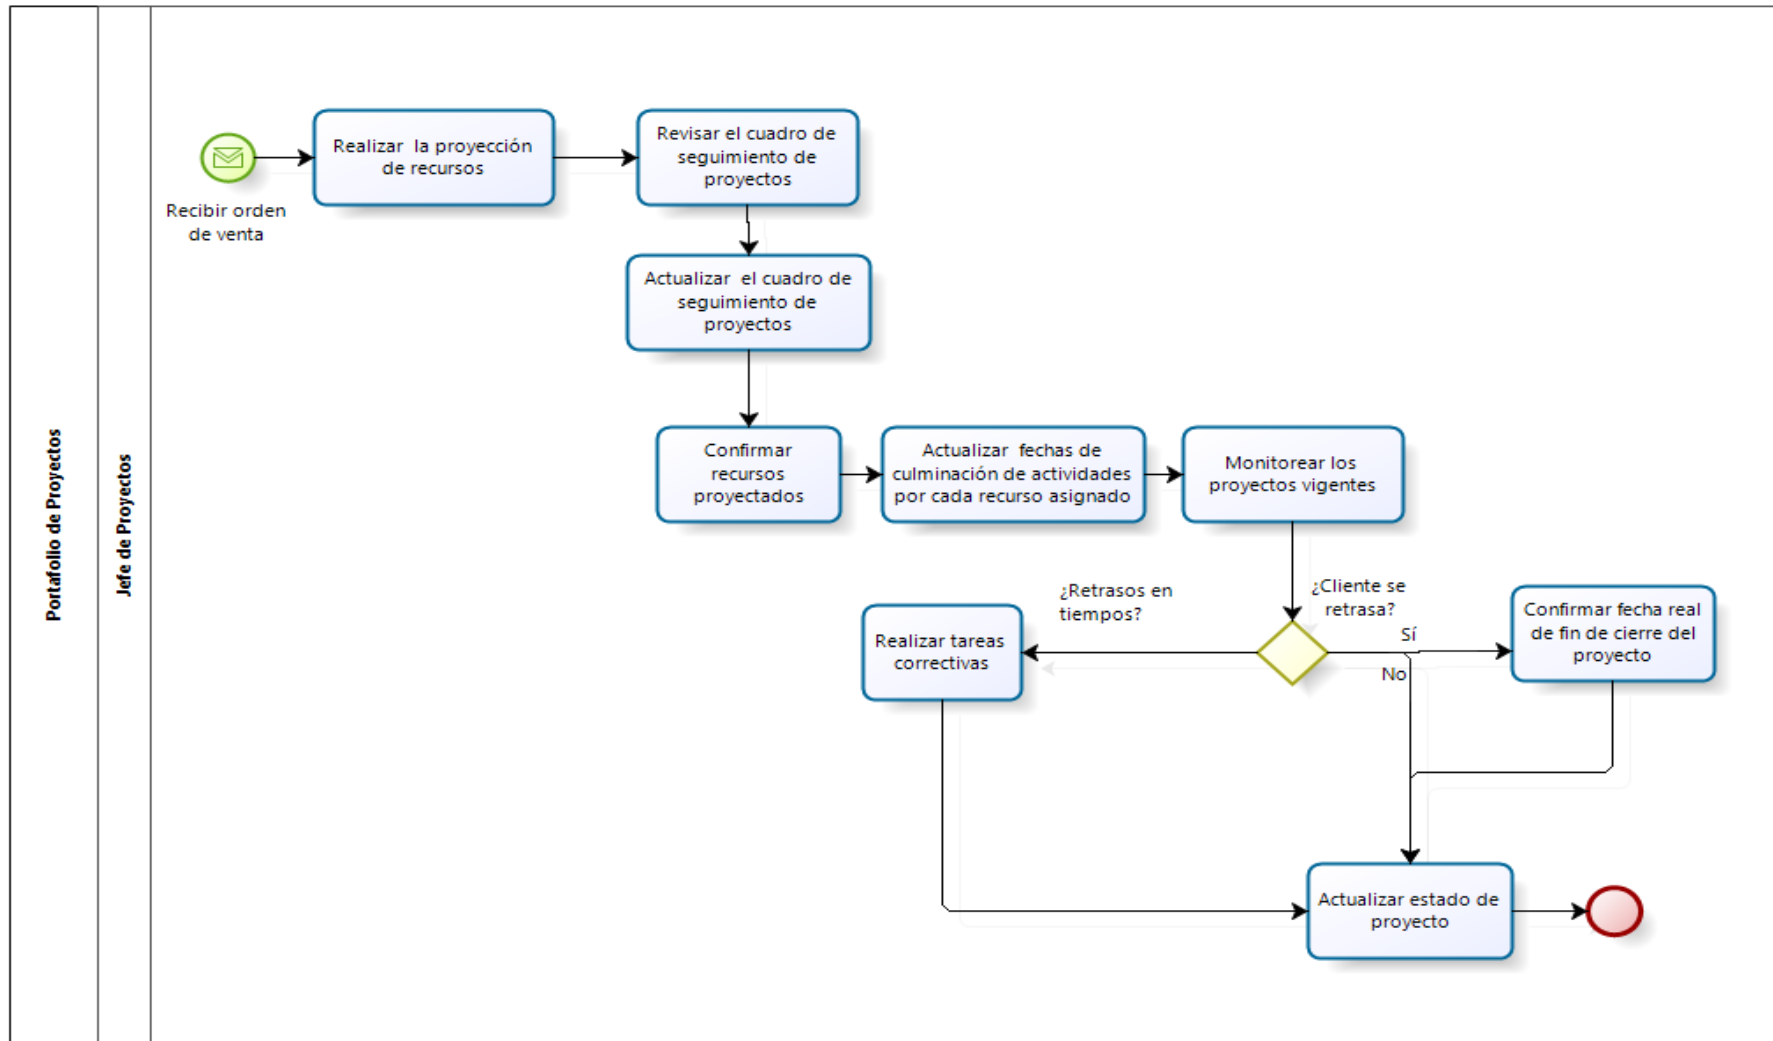 Portafolio de Proyectos
Jefe de Proyectos
Recibir orden
de venta
Realizar la proyección
de recursos
Revisar el cuadro de
seguimiento de
proyectos
Actualizar el cuadro de
seguimiento de
proyectos
Confirmar
recursos
proyectados
Actualizar fechas de
culminación de actividades
por cada recurso asignado
Monitorear los
proyectos vigentes
¿Retrasos en
tiempos?
¿Cliente se
retrasa?
Sí
No
Realizar tareas
correctivas
Confirmar fecha real
de fin de cierre del
proyecto
Actualizar estado de
proyecto